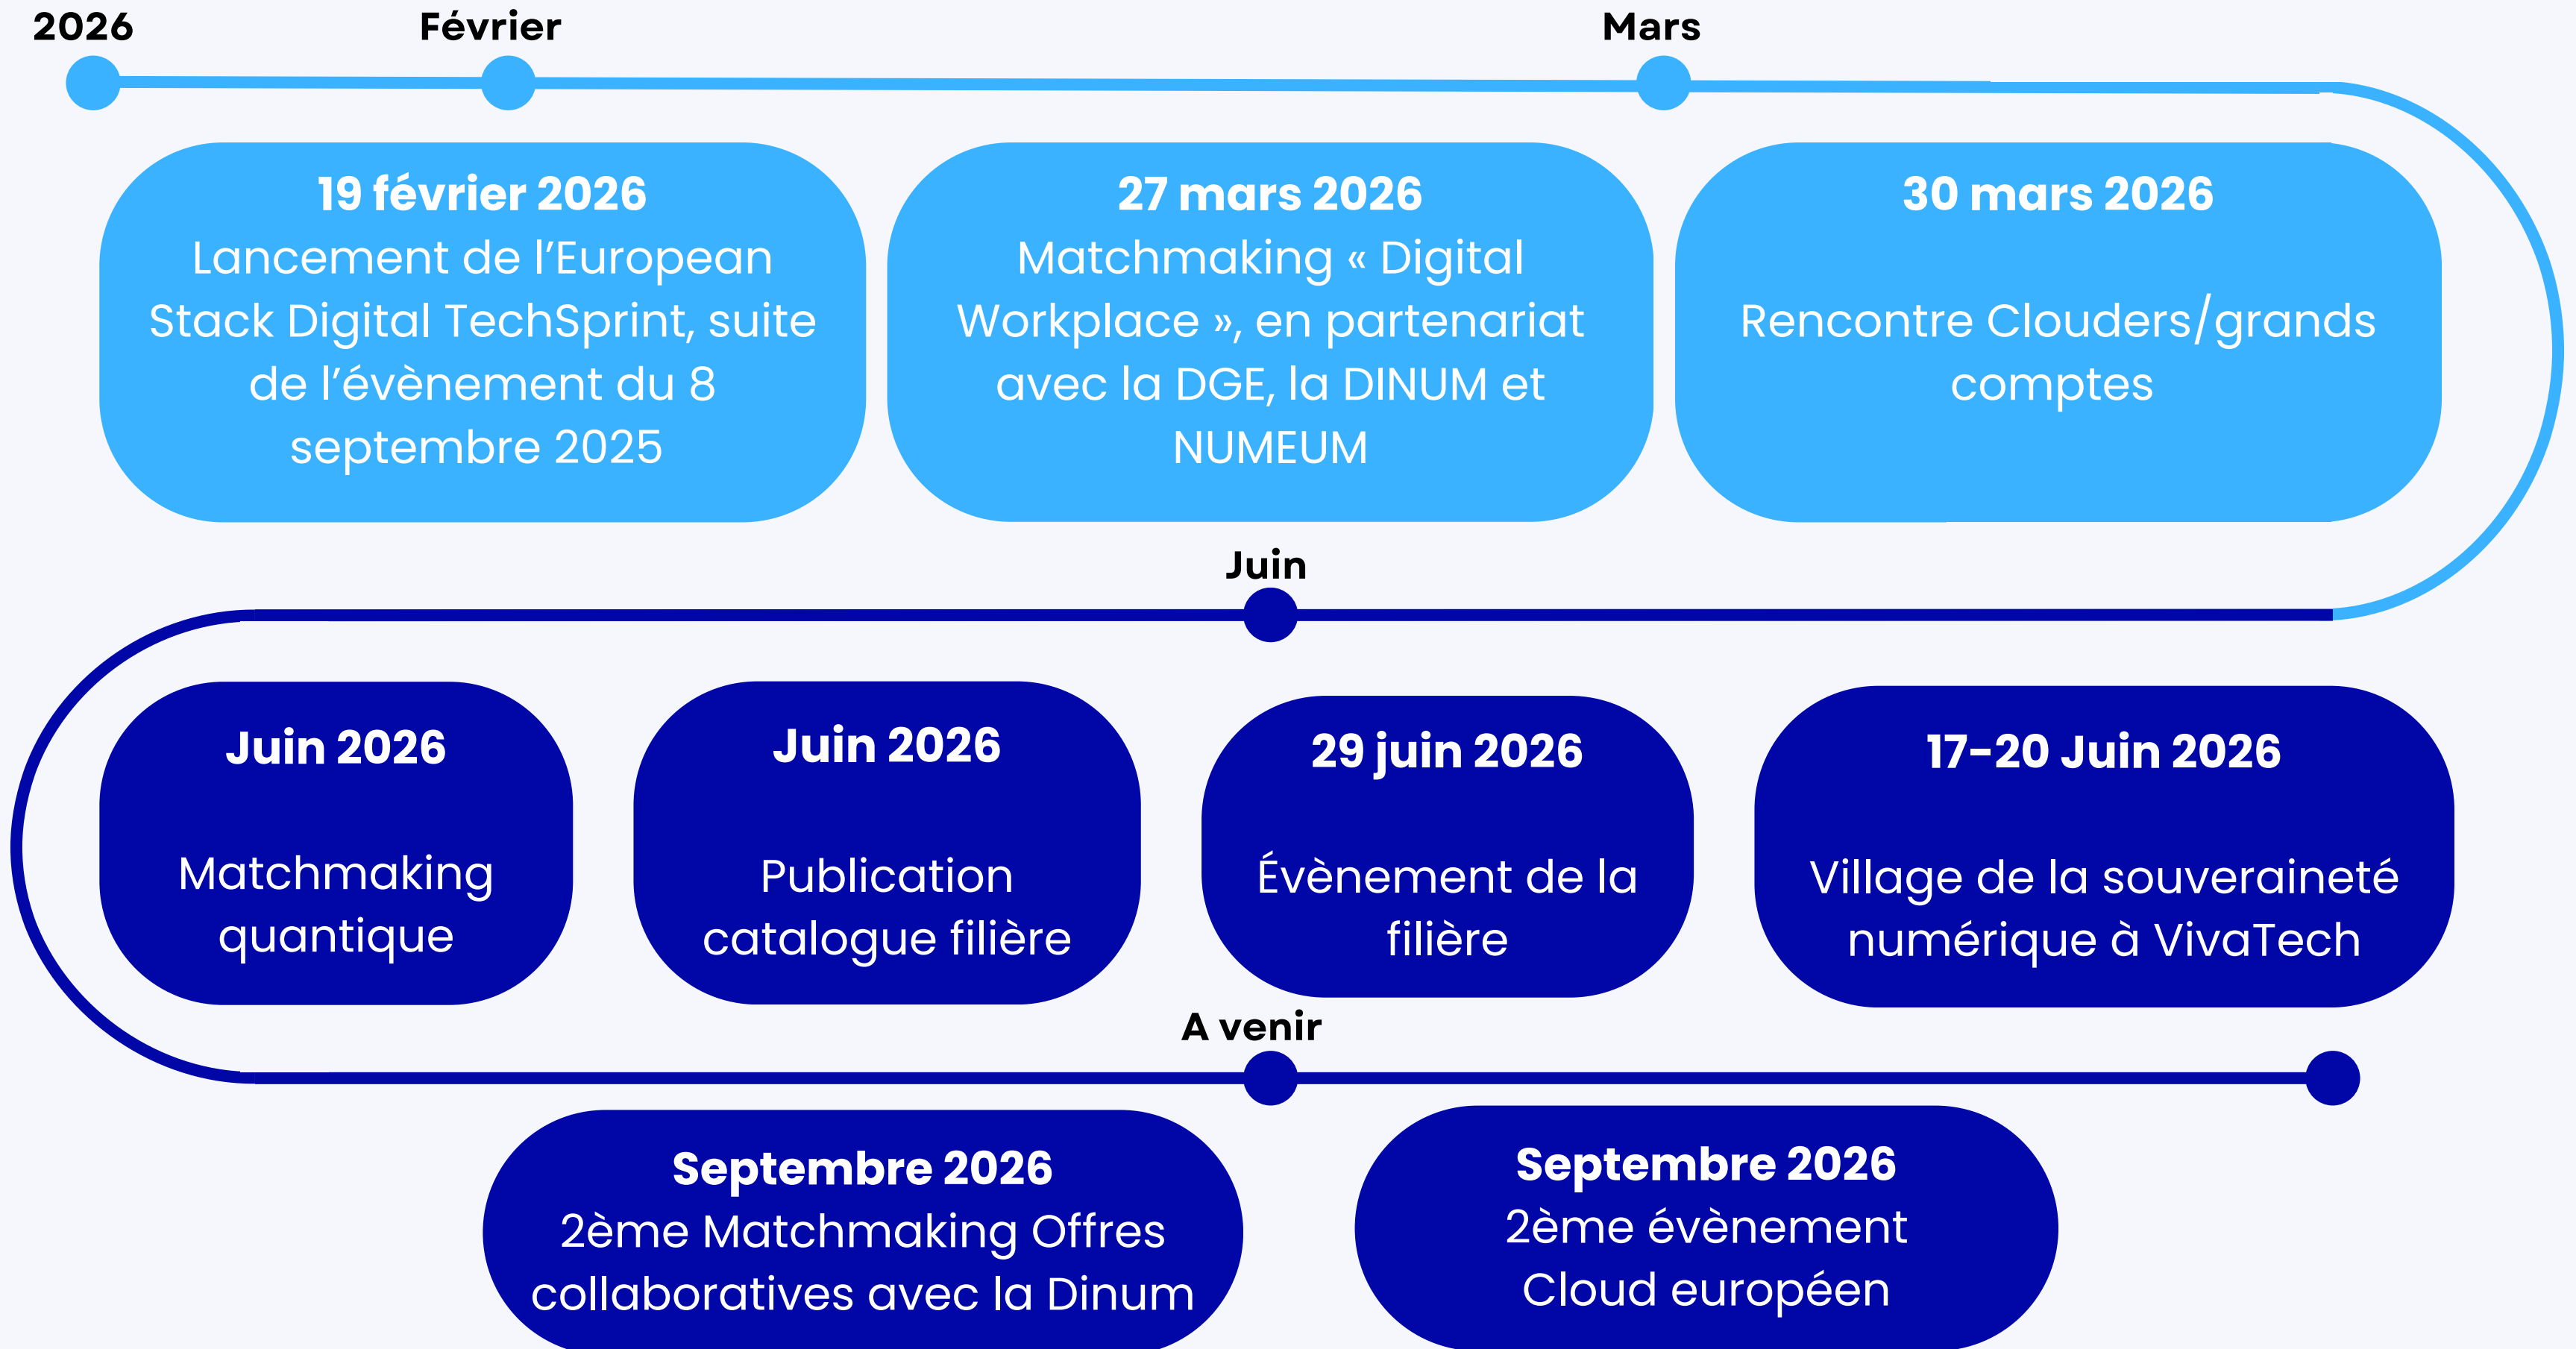 2026
Février
Mars
19 février 2026
Lancement de l’European
Stack Digital TechSprint, suite
de l’évènement du 8
septembre 2025
27 mars 2026
Matchmaking « Digital
Workplace », en partenariat
avec la DGE, la DINUM et
NUMEUM
30 mars 2026
Rencontre Clouders/grands
comptes
Juin
Juin 2026
Matchmaking
quantique
Juin 2026
Publication
catalogue filière
29 juin 2026
Évènement de la
filière
17-20 Juin 2026
Village de la souveraineté
numérique à VivaTech
A venir
Septembre 2026
2ème Matchmaking Offres
collaboratives avec la Dinum
Septembre 2026
2ème évènement
Cloud européen